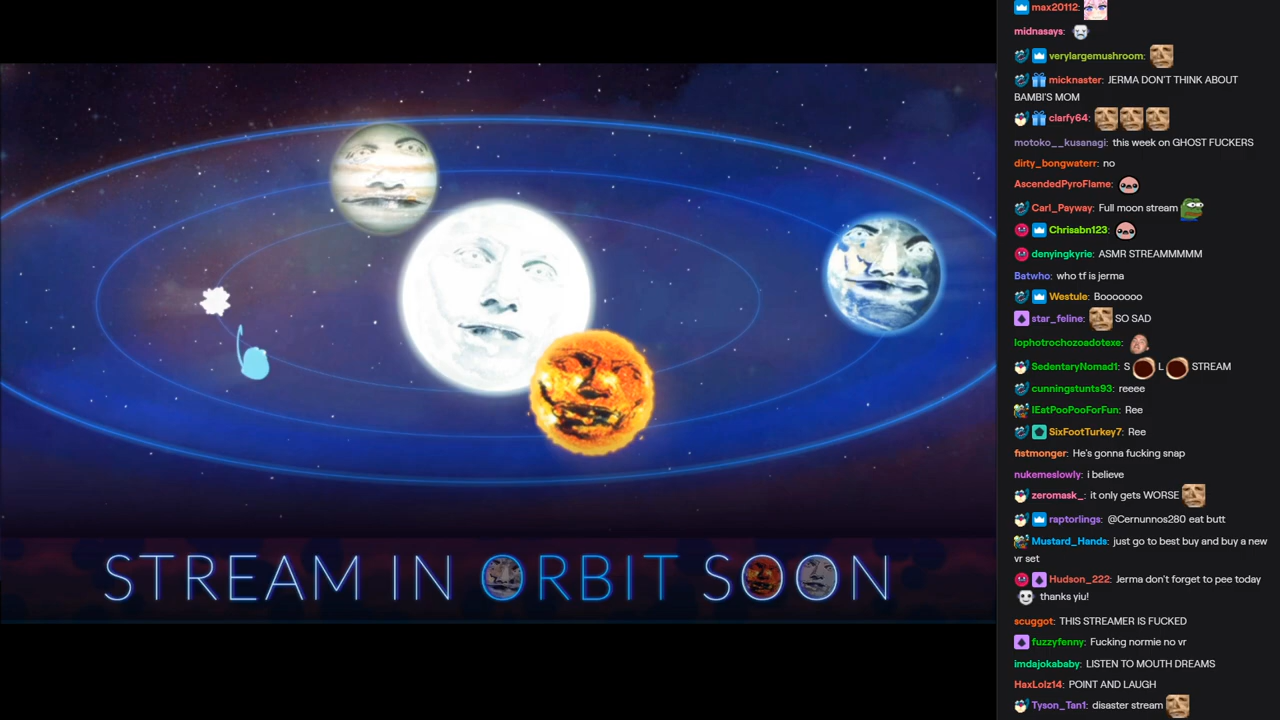 STREAM IN ORBIT SOON
max20112:
midnasays:
verylargemushroom:
micknaster: JERMA DON'T THINK ABOUT
BAMBI'S MOM
clarfy64:
motoko__kusanagi: this week on GHOST FUCKERS
dirty_bongwaterr: no
AscendedPyroFlame:
Carl_Payway: Full moon stream
Chrisabn123:
denyingkyrie: ASMR STREAMMMMM
Batwho: who tf is jerma
Westule: Booooooo
star_feline: SO SAD
lophotrochozoadotexe:
SedentaryNomad1: S L STREAM
cunningstunts93: reeee
IEatPooPooForFun: Ree
SixFootTurkey7: Ree
fistmonger: He's gonna fucking snap
nukemeslowly: i believe
zeromask_: it only gets WORSE
raptorlings: @Cernunnos280 eat butt
Mustard_Hands: just go to best buy and buy a new
vr set
Hudson_222: Jerma don't forget to pee today
thanks yiu!
scuggot: THIS STREAMER IS FUCKED
fuzzyfenny: Fucking normie no vr
imdajokababy: LISTEN TO MOUTH DREAMS
HaxLolz14: POINT AND LAUGH
Tyson_Tan1: disaster stream